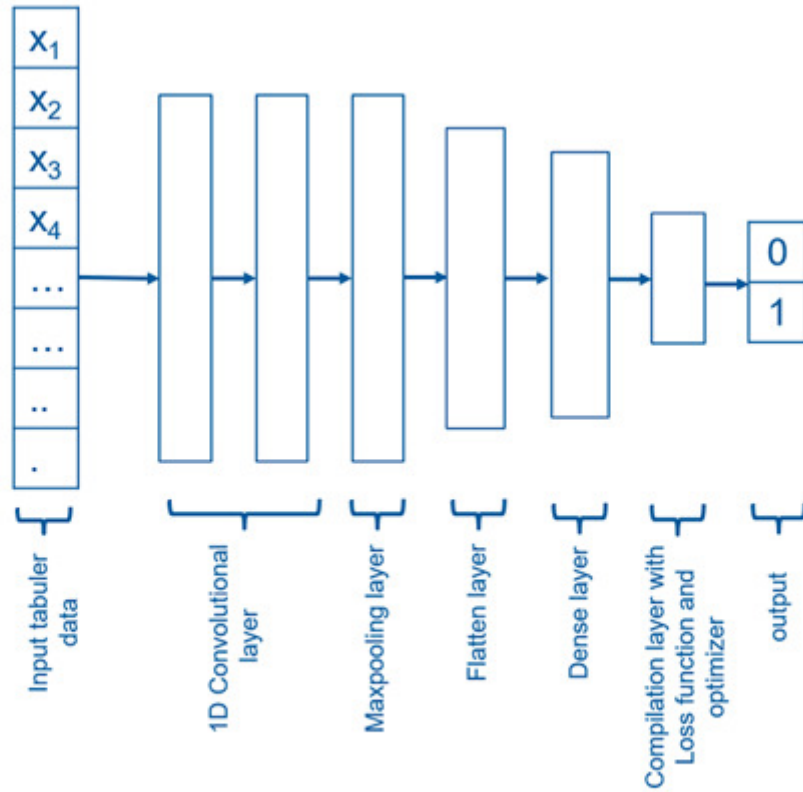 x₁
x₂
x₃
x₄
...
...
..
.
0
1
Input tabuler
data
1D Convolutional
layer
Maxpooling layer
Flatten layer
Dense layer
Compilation layer with
Loss function and
optimizer
output